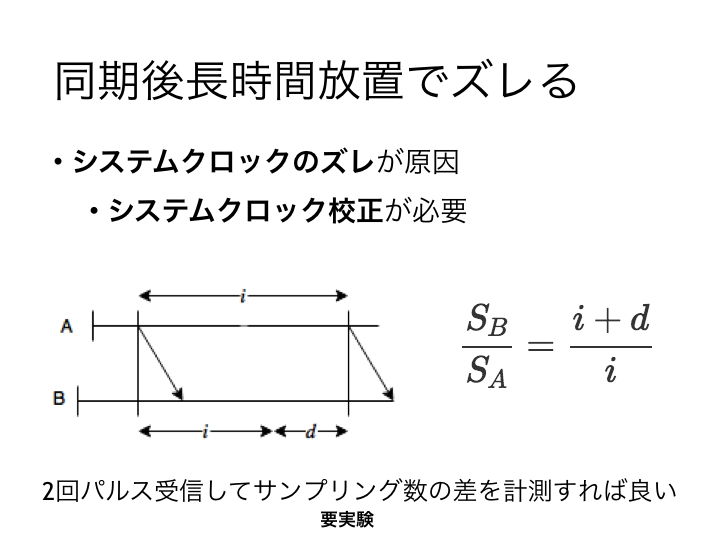 同期後長時間放置でズレる
・システムクロックのズレが原因
・システムクロック校正が必要
i
A
B
i
d
S_B / S_A = i + d / i
2回パルス受信してサンプリング数の差を計測すれば良い
要実験